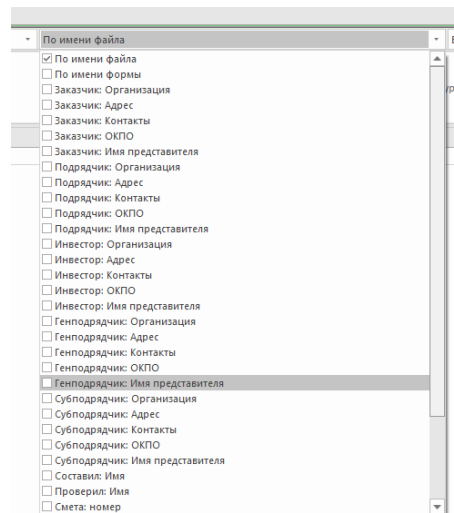 По имени файла
По имени файла
По имени формы
Заказчик: Организация
Заказчик: Адрес
Заказчик: Контакты
Заказчик: ОКПО
Заказчик: Имя представителя
Подрядчик: Организация
Подрядчик: Адрес
Подрядчик: Контакты
Подрядчик: ОКПО
Подрядчик: Имя представителя
Инвестор: Организация
Инвестор: Адрес
Инвестор: Контакты
Инвестор: ОКПО
Инвестор: Имя представителя
Генподрядчик: Организация
Генподрядчик: Адрес
Генподрядчик: Контакты
Генподрядчик: ОКПО
Генподрядчик: Имя представителя
Субподрядчик: Организация
Субподрядчик: Адрес
Субподрядчик: Контакты
Субподрядчик: ОКПО
Субподрядчик: Имя представителя
Составил: Имя
Проверил: Имя
Смета: номер